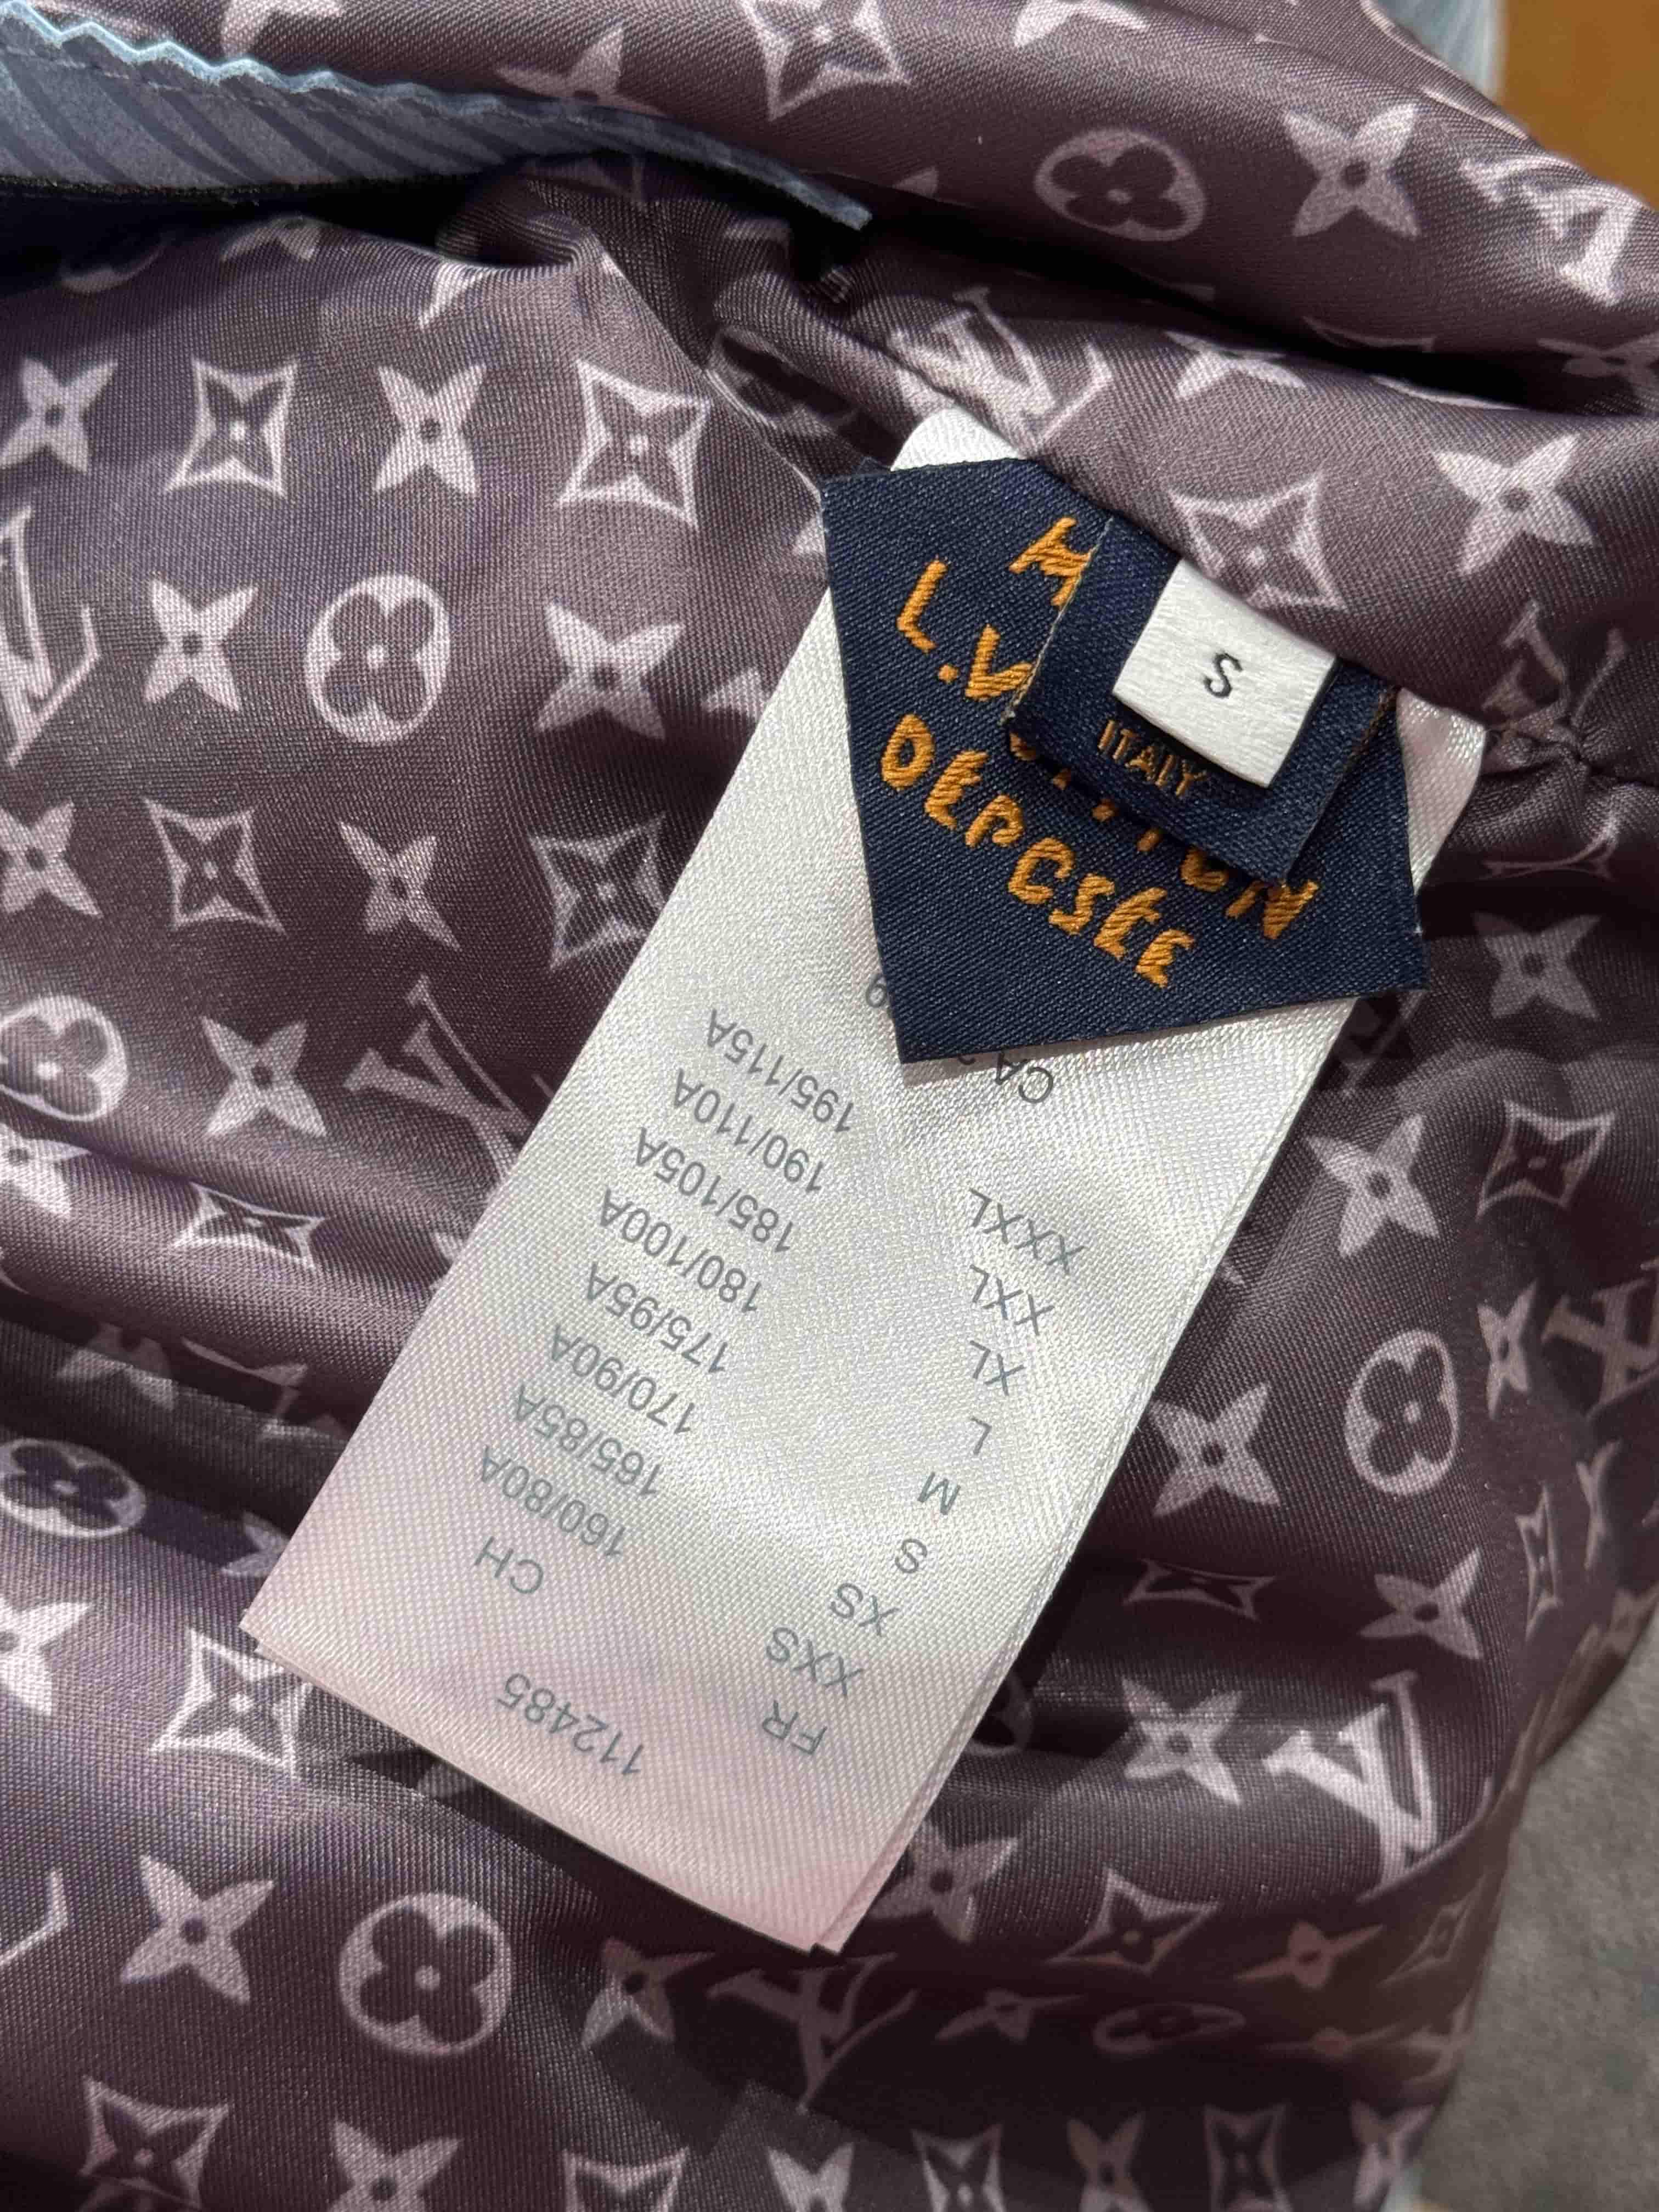 S
ITALY
L.V
DÉPOSÉE
112485
FR CH
XXS 160/80A
XS 165/85A
S 170/90A
M 175/95A
L 180/100A
XL 185/105A
XXL 190/110A
XXXL 195/115A
CA